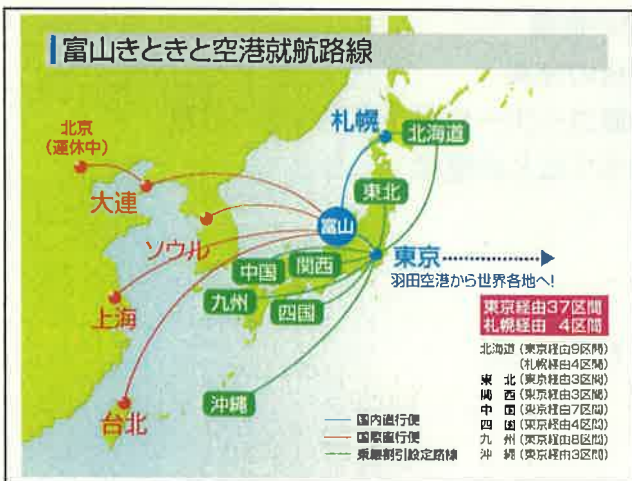 富山きときと空港就航路線
北京
(運休中)
札幌
北海道
大連
東北
ソウル
富山
中国
関西
東京
羽田空港から世界各地へ!
九州
四国
上海
東京経由37区間
札幌経由 4区間
北海道(東京経由9区間)
(札幌経由4区間)
東 北(東京経由3区間)
関 西(東京経由3区間)
中 国(東京経由7区間)
四 国(東京経由4区間)
九 州(東京経由8区間)
沖 縄(東京経由3区間)
沖縄
台北
国内直行便
国際直行便
乗継割引設定路線